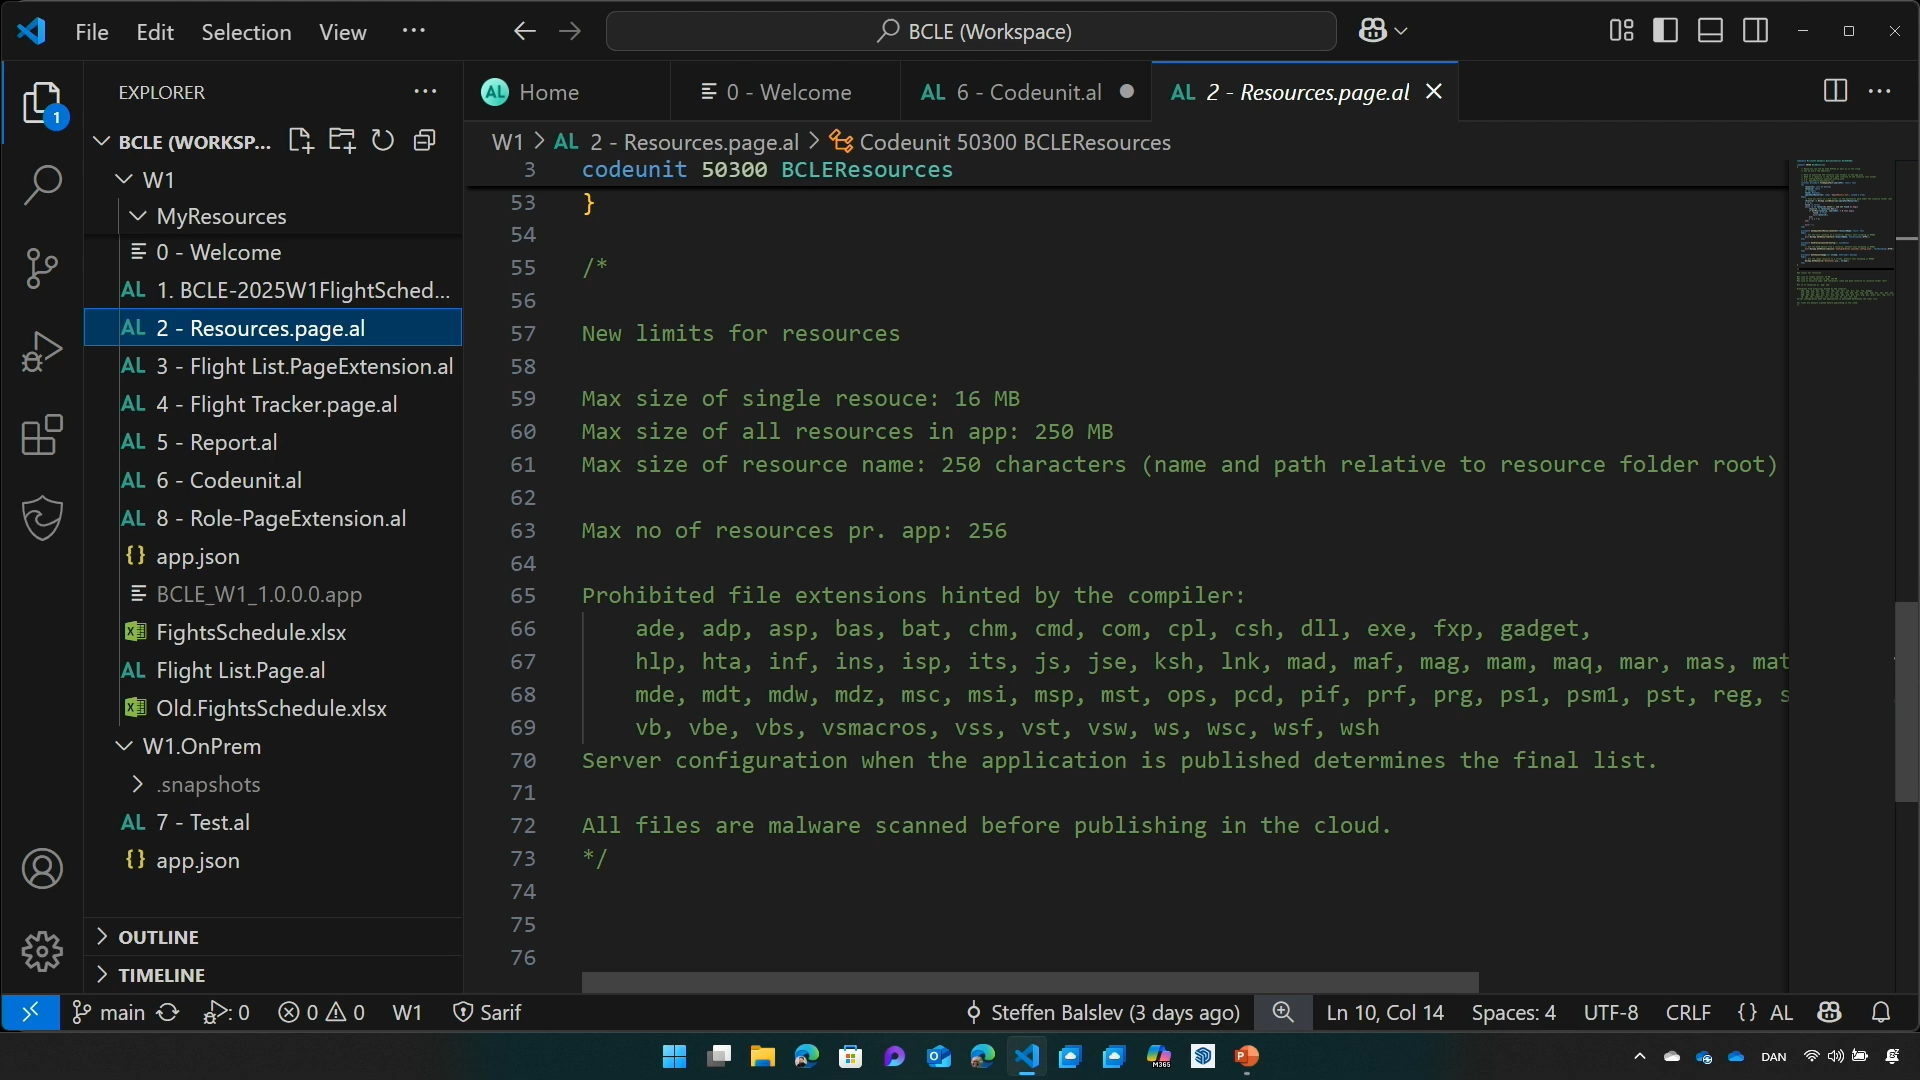 File Edit Selection View ···
BCLE (Workspace)
EXPLORER
1
BCLE (WORKSP...
W1
MyResources
0 - Welcome
AL 1. BCLE-2025W1FlightSched...
AL 2 - Resources.page.al
AL 3 - Flight List.PageExtension.al
AL 4 - Flight Tracker.page.al
AL 5 - Report.al
AL 6 - Codeunit.al
AL 8 - Role-PageExtension.al
{} app.json
BCLE_W1_1.0.0.0.app
FightsSchedule.xlsx
AL Flight List.Page.al
Old.FightsSchedule.xlsx
W1.OnPrem
.snapshots
AL 7 - Test.al
{} app.json
OUTLINE
TIMELINE
AL Home
0 - Welcome
AL 6 - Codeunit.al
AL 2 - Resources.page.al
W1 > AL 2 - Resources.page.al > Codeunit 50300 BCLEResources
3 codeunit 50300 BCLEResources
53 }
54
55 /*
56
57 New limits for resources
58
59 Max size of single resouce: 16 MB
60 Max size of all resources in app: 250 MB
61 Max size of resource name: 250 characters (name and path relative to resource folder root)
62
63 Max no of resources pr. app: 256
64
65 Prohibited file extensions hinted by the compiler:
66 ade, adp, asp, bas, bat, chm, cmd, com, cpl, csh, dll, exe, fxp, gadget,
67 hlp, hta, inf, ins, isp, its, js, jse, ksh, lnk, mad, maf, mag, mam, maq, mar, mas, mat
68 mde, mdt, mdw, mdz, msc, msi, msp, mst, ops, pcd, pif, prf, prg, ps1, psm1, pst, reg, s
69 vb, vbe, vbs, vsmacros, vss, vst, vsw, ws, wsc, wsf, wsh
70 Server configuration when the application is published determines the final list.
71
72 All files are malware scanned before publishing in the cloud.
73 */
74
75
76
main 0 0 0 W1 Sarif
Steffen Balslev (3 days ago)
Ln 10, Col 14 Spaces: 4 UTF-8 CRLF {} AL
M365
DAN